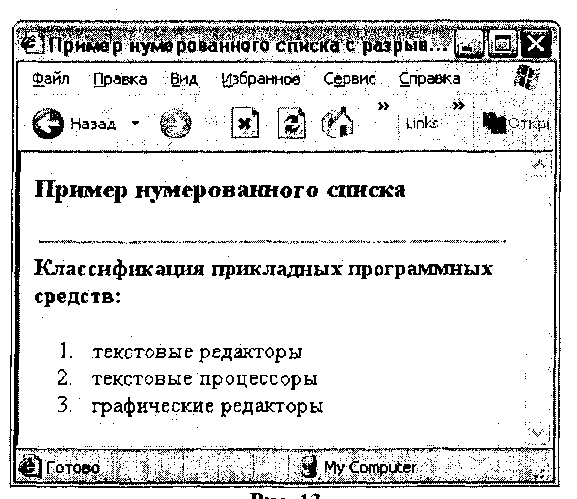 Пример нумерованного списка с разрыв...
Файл Правка Вид Избранное Сервис Справка
Назад » Links »
Пример нумерованного списка
Классификация прикладных программных
средств:
1. текстовые редакторы
2. текстовые процессоры
3. графические редакторы
Готово My Computer